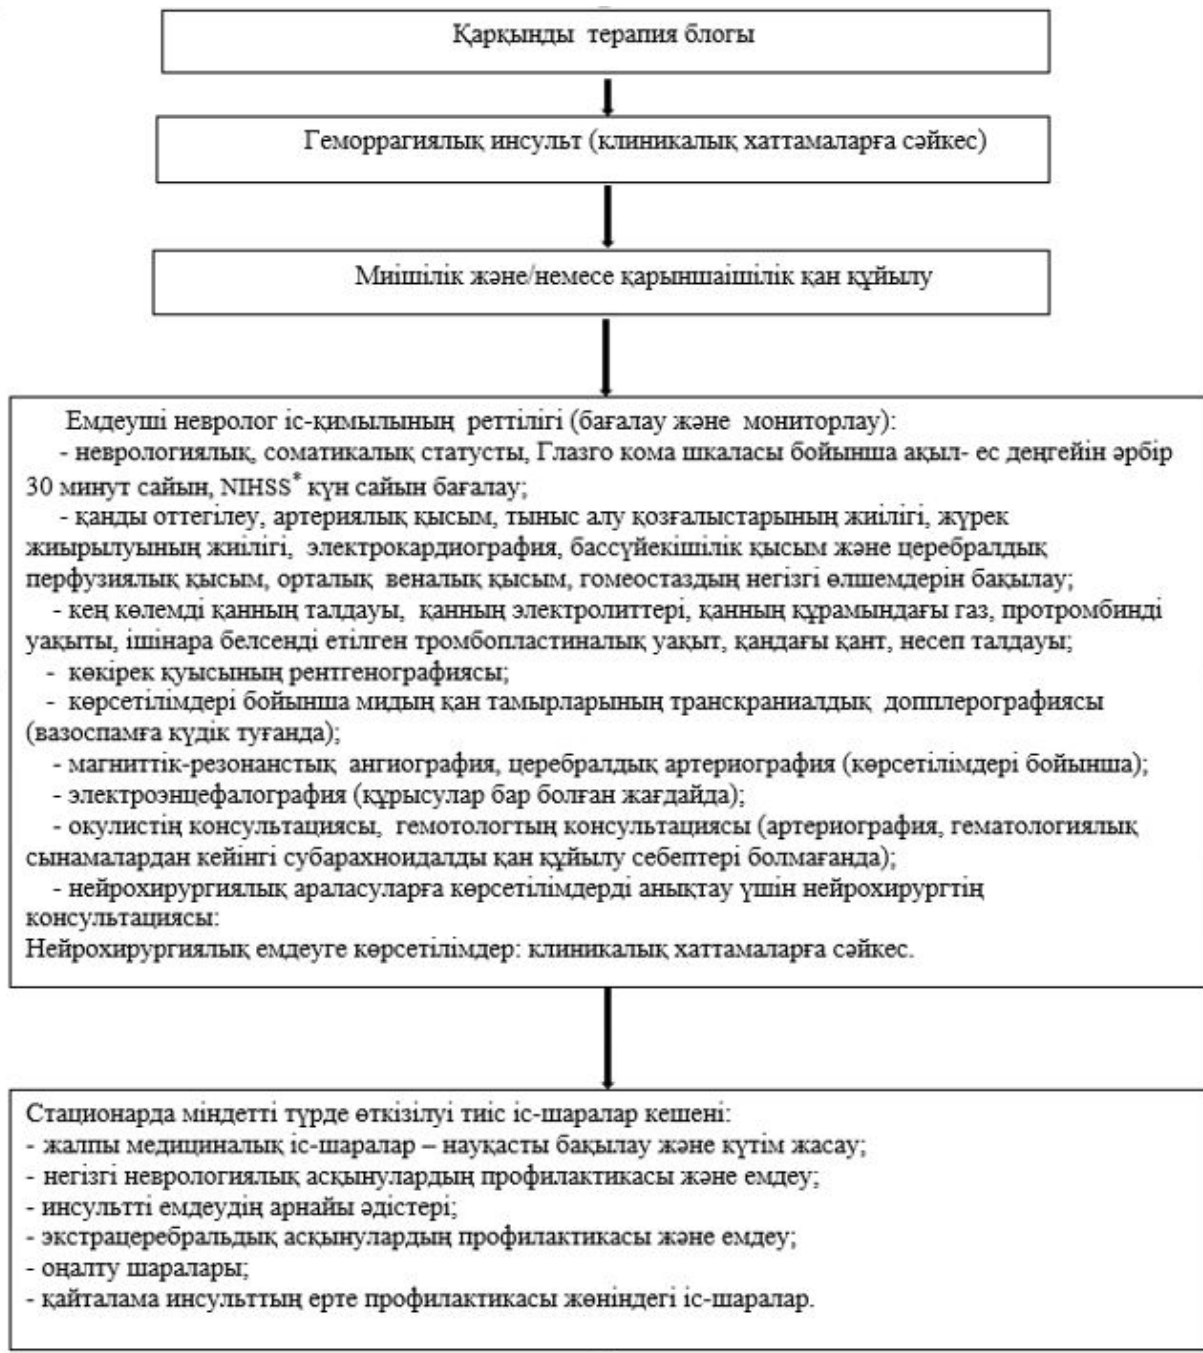 Қарқынды терапия блогы
Геморрагиялық инсульт (клиникалық хаттамаларға сәйкес)
Миішілік және/немесе қарыншаішілік қан құйылу
Емдеуші невролог іс-қимылының реттілігі (бағалау және мониторлау):
- неврологиялық, соматикалық статусты, Глазго кома шкаласы бойынша ақыл- ес деңгейін әрбір
30 минут сайын, NIHSS* күн сайын бағалау;
- қанды оттегілеу, артериялық қысым, тыныс алу қозғалыстарының жиілігі, жүрек
жиырылуының жиілігі, электрокардиография, бассүйекішілік қысым және церебралдық
перфузиялық қысым, орталық веналық қысым, гомеостаздың негізгі өлшемдерін бақылау;
- кең көлемді қанның талдауы, қанның электролиттері, қанның құрамындағы газ, протромбинді
уақыты, ішінара белсенді етілген тромбопластиналық уақыт, қандағы қант, несеп талдауы;
- көкірек қуысының рентгенографиясы;
- көрсетілімдері бойынша мидың қан тамырларының транскраниалдық допплерографиясы
(вазоспамға күдік туғанда);
- магниттік-резонанстық ангиография, церебралдық артериография (көрсетілімдері бойынша);
- электроэнцефалография (құрысулар бар болған жағдайда);
- окулистің консультациясы, гемотологтың консультациясы (артериография, гематологиялық
сынамалардан кейінгі субарахноидалды қан құйылу себептері болмағанда);
- нейрохирургиялық араласуларға көрсетілімдерді анықтау үшін нейрохирургтің
консультациясы:
Нейрохирургиялық емдеуге көрсетілімдер: клиникалық хаттамаларға сәйкес.
Стационарда міндетті түрде өткізілуі тиіс іс-шаралар кешені:
- жалпы медициналық іс-шаралар – науқасты бақылау және күтім жасау;
- негізгі неврологиялық асқынулардың профилактикасы және емдеу;
- инсультті емдеудің арнайы әдістері;
- экстрацеребральдық асқынулардың профилактикасы және емдеу;
- оңалту шаралары;
- қайталама инсульттың ерте профилактикасы жөніндегі іс-шаралар.